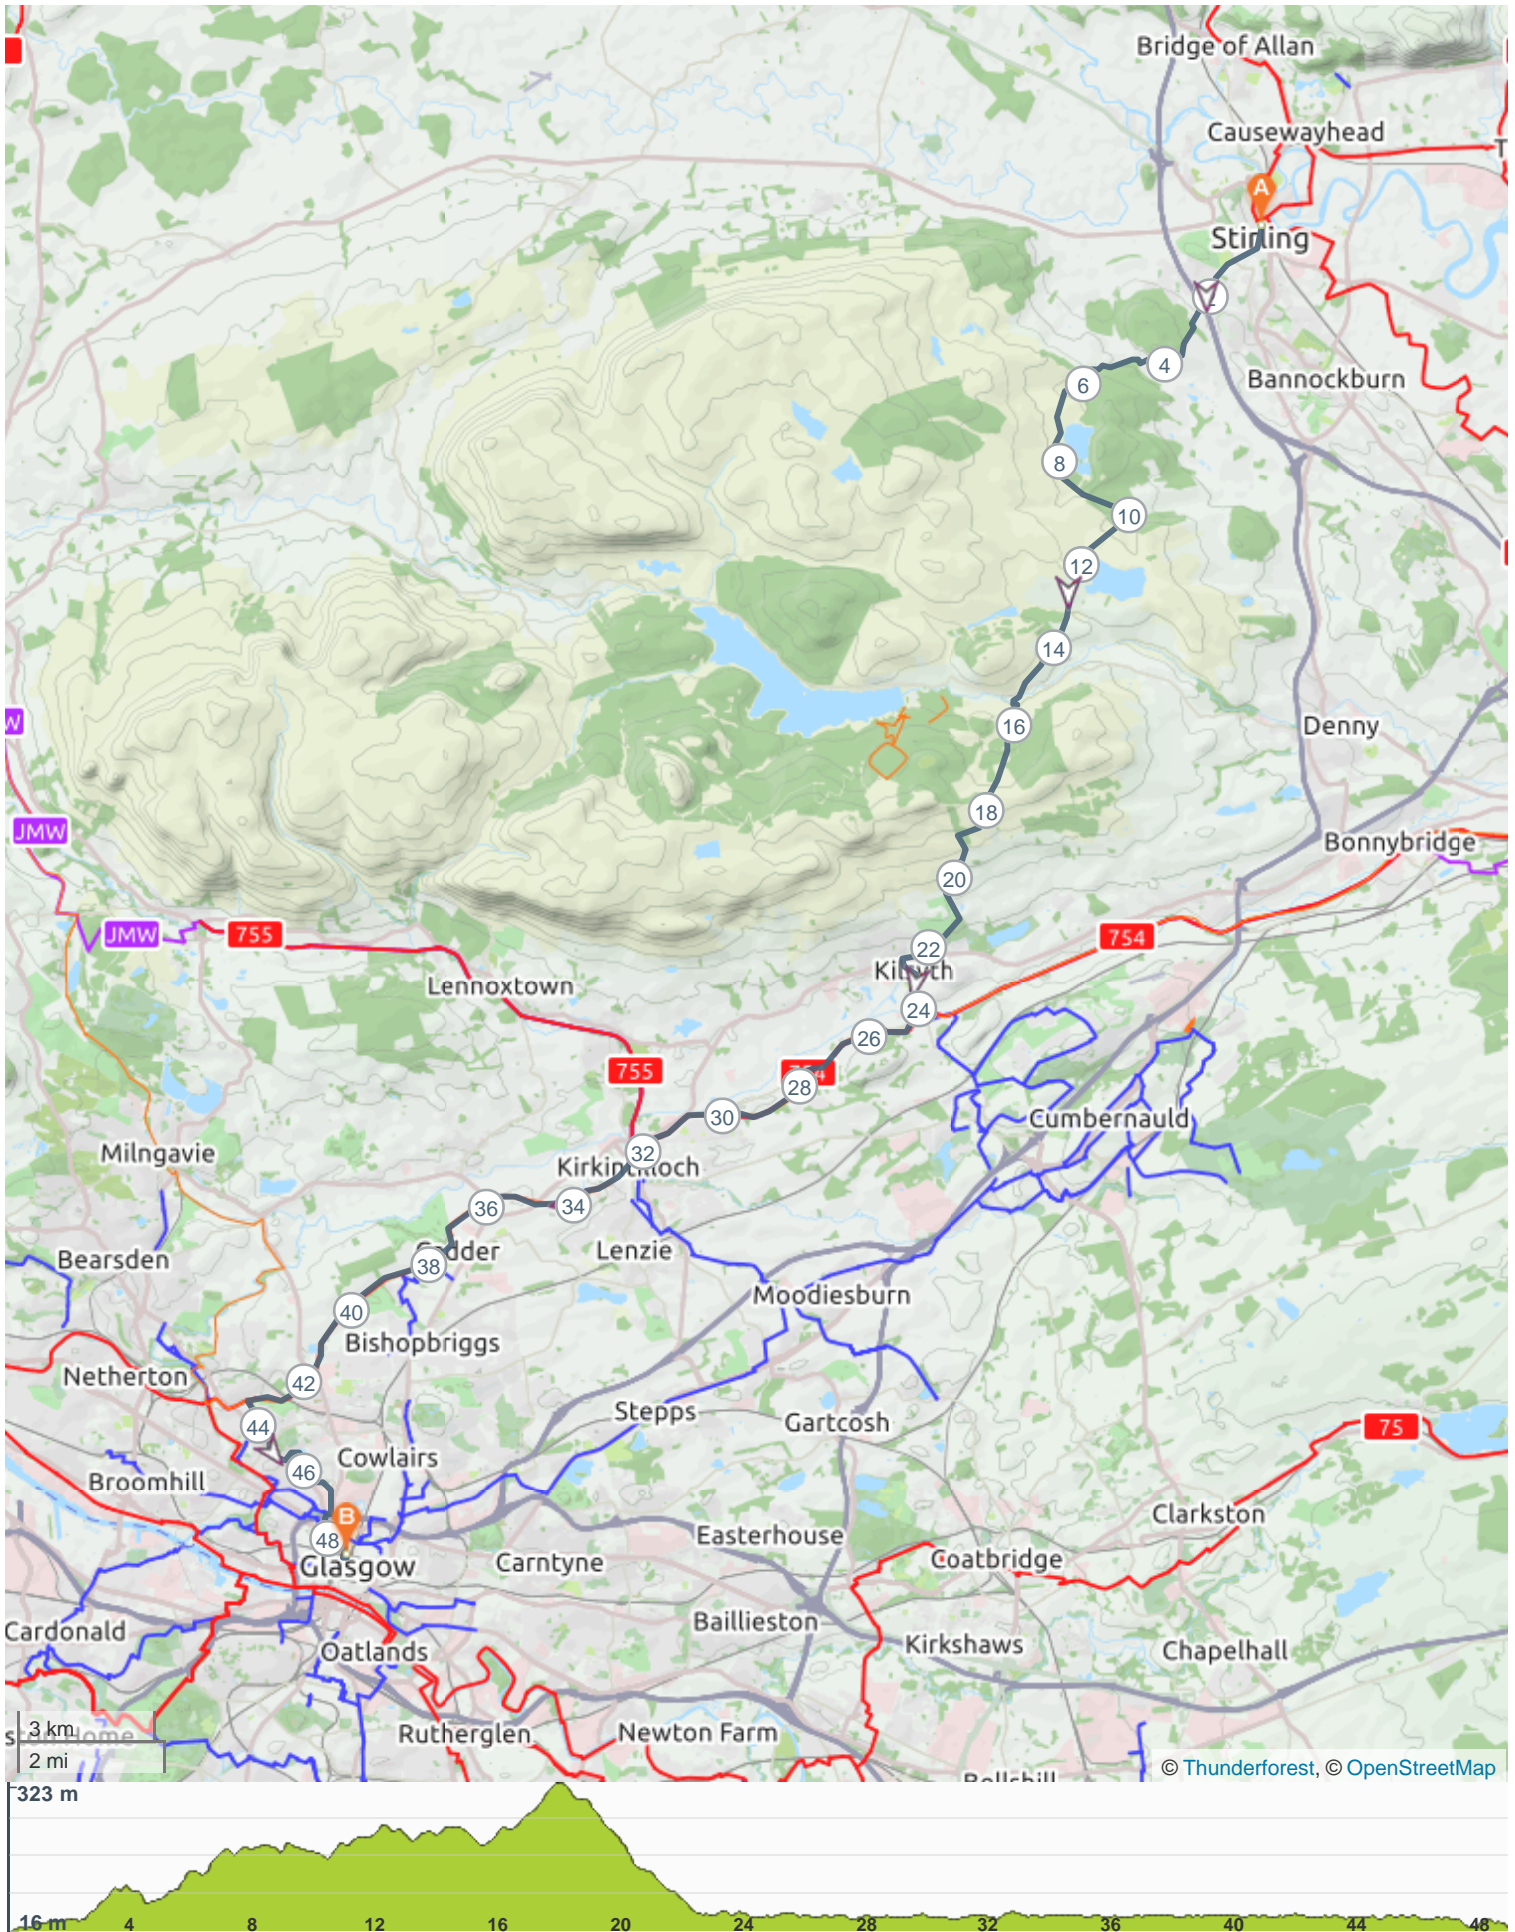 Bridge of Allan
Causewayhead
A
Stirling
4
Bannockburn
6
8
10
12
14
16
Denny
18
JMW
Bonnybridge
20
JMW
755
754
22
Lennoxtown
24
26
755
28
30
Cumbernauld
Milngavie
32
34
36
Bearsden
Lenzie
38
Moodiesburn
40
Bishopbriggs
Netherton
42
Stepps
Gartcosh
44
75
Cowlairs
46
Broomhill
Clarkston
B
Easterhouse
48
Glasgow
Carntyne
Coatbridge
Baillieston
Cardonald
Kirkshaws
Oatlands
Chapelhall
3 km
Rutherglen
Newton Farm
2 mi
© Thunderforest, © OpenStreetMap
323 m
16 m 4 8 12 16 20 24 28 32 36 40 44 48